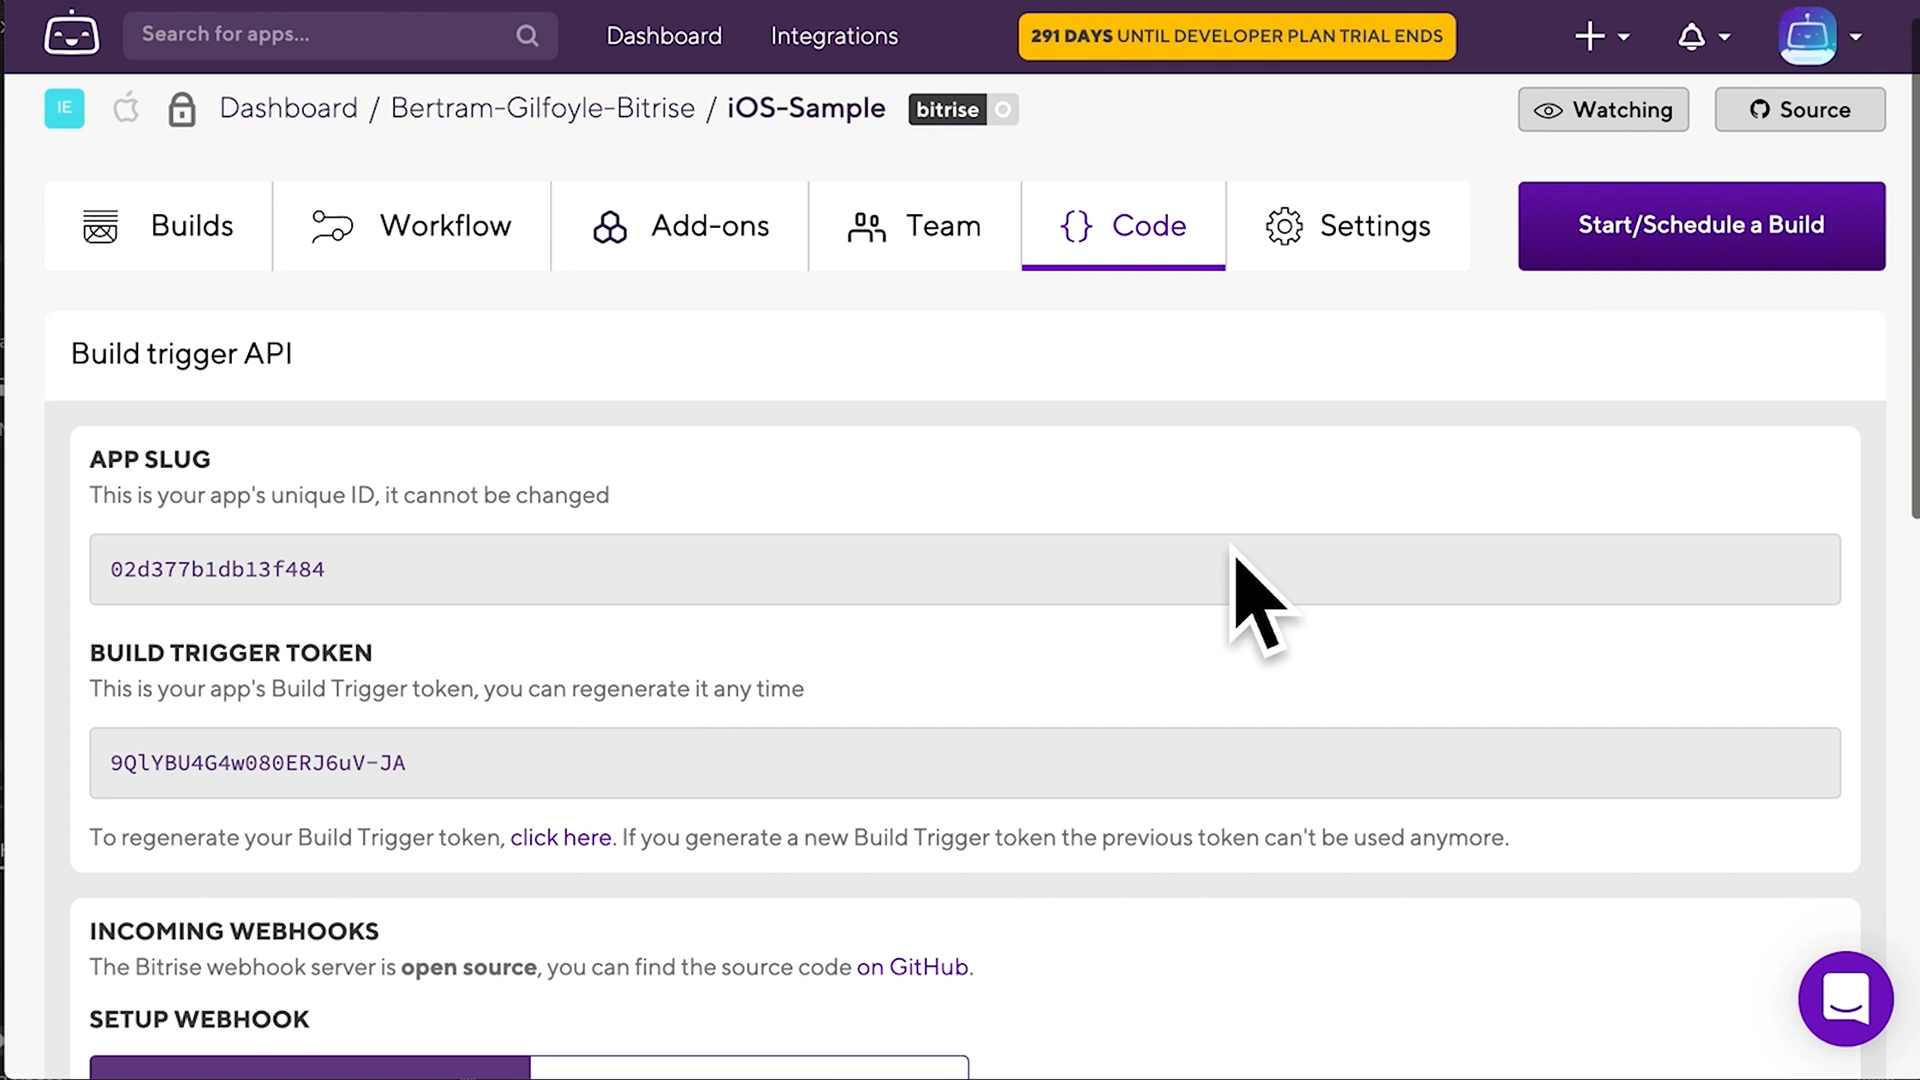 Search for apps...
Dashboard
Integrations
291 DAYS UNTIL DEVELOPER PLAN TRIAL ENDS
IE
Dashboard / Bertram-Gilfoyle-Bitrise / iOS-Sample
bitrise
Watching
Source
Builds
Workflow
Add-ons
Team
{} Code
Settings
Start/Schedule a Build
Build trigger API
APP SLUG
This is your app's unique ID, it cannot be changed
02d377b1db13f484
BUILD TRIGGER TOKEN
This is your app's Build Trigger token, you can regenerate it any time
9QlYBU4G4w080ERJ6uV-JA
To regenerate your Build Trigger token, click here. If you generate a new Build Trigger token the previous token can't be used anymore.
INCOMING WEBHOOKS
The Bitrise webhook server is open source, you can find the source code on GitHub.
SETUP WEBHOOK